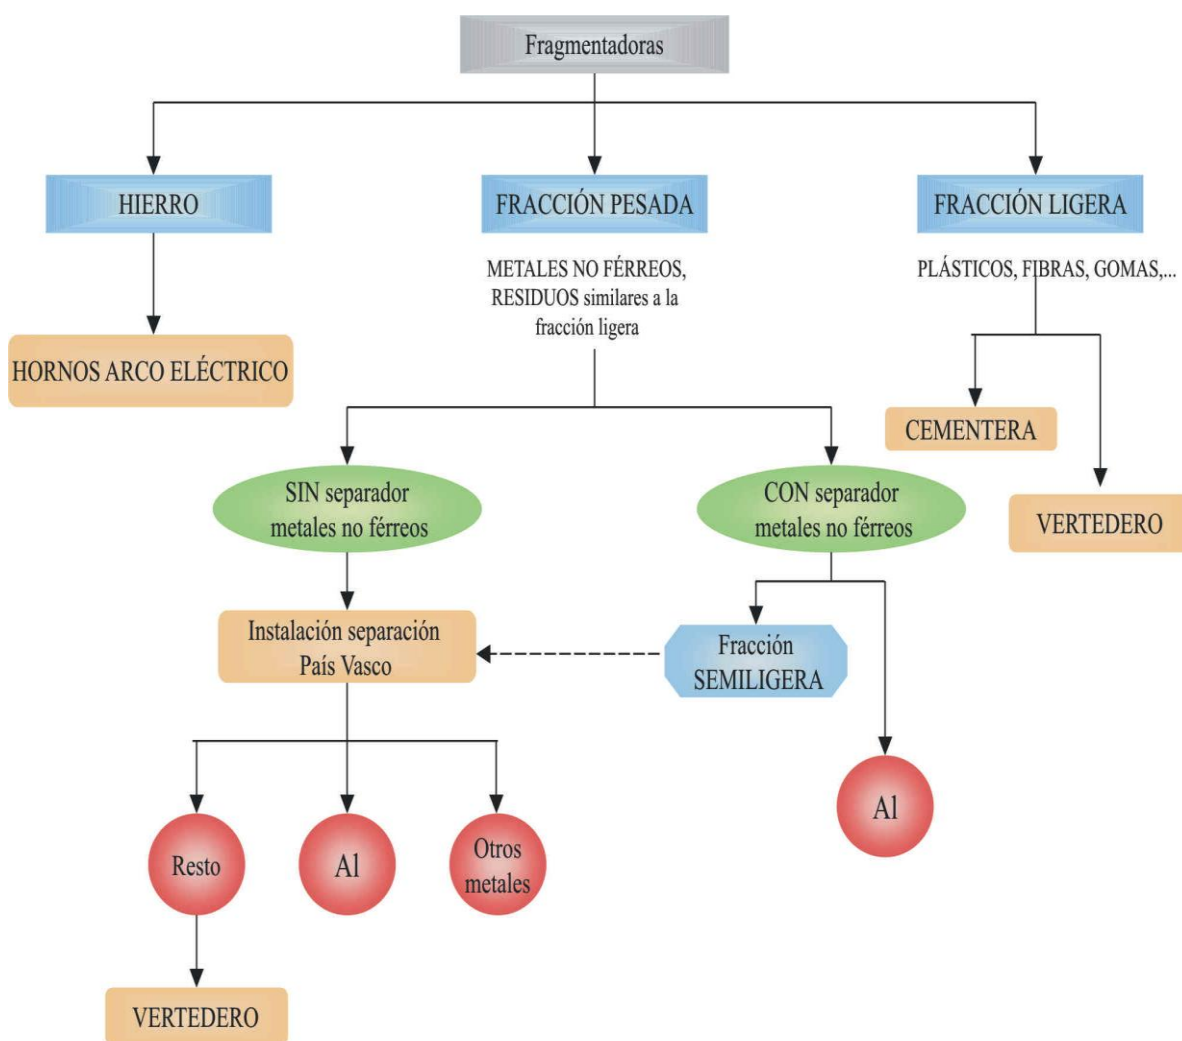 Fragmentadoras
HIERRO
FRACCIÓN PESADA
FRACCIÓN LIGERA
METALES NO FÉRREOS,
RESIDUOS similares a la
fracción ligera
PLÁSTICOS, FIBRAS, GOMAS,...
HORNOS ARCO ELÉCTRICO
CEMENTERA
VERTEDERO
SIN separador
metales no férreos
CON separador
metales no férreos
Instalación separación
País Vasco
Fracción
SEMILIGERA
Al
Resto
Al
Otros
metales
VERTEDERO